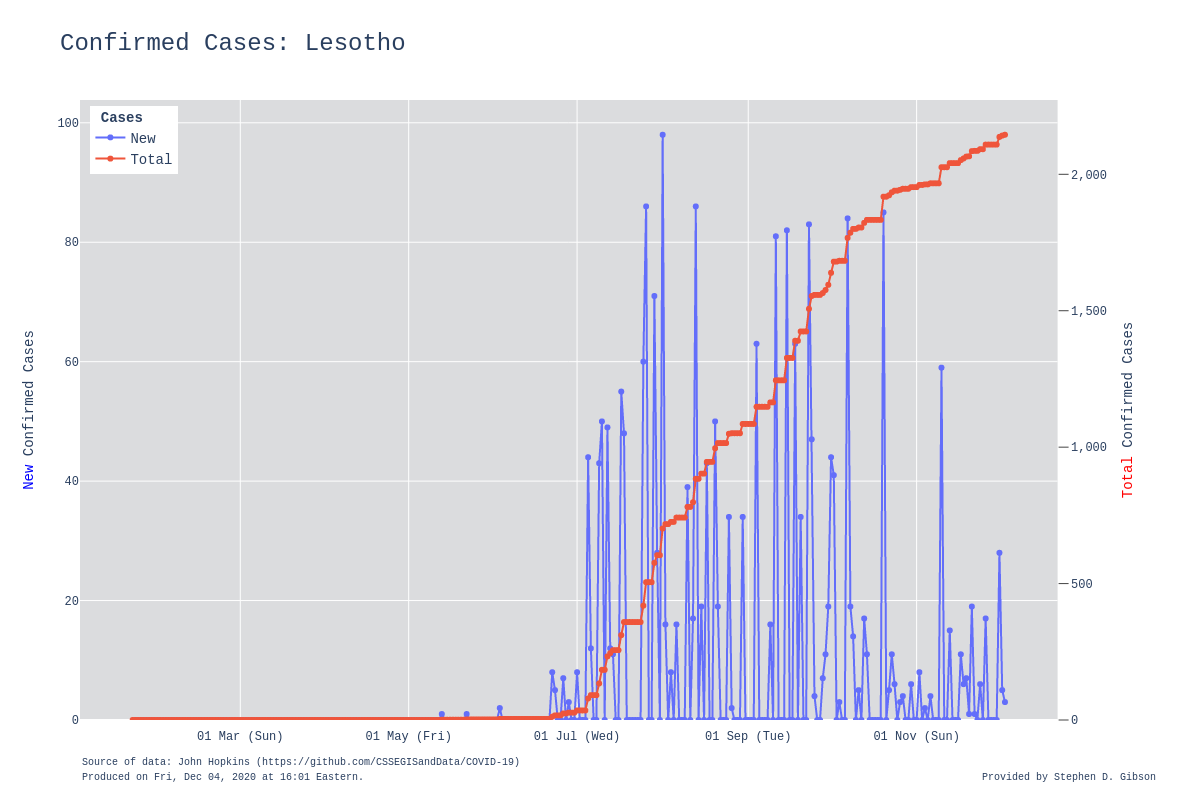 Confirmed Cases: Lesotho
Cases
New
Total
100
80
60
40
20
0
New Confirmed Cases
2,000
1,500
1,000
500
0
Total Confirmed Cases
01 Mar (Sun)
01 May (Fri)
01 Jul (Wed)
01 Sep (Tue)
01 Nov (Sun)
Source of data: John Hopkins (https://github.com/CSSEGISandData/COVID-19)
Produced on Fri, Dec 04, 2020 at 16:01 Eastern.
Provided by Stephen D. Gibson